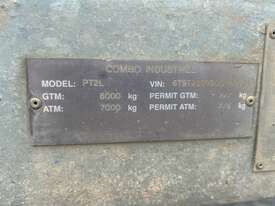 COMBO INDUSTRIES
MODEL: PT2L VIN:
GTM: 6000 kg PERMIT GTM: kg
ATM: 7000 kg PERMIT ATM: kg